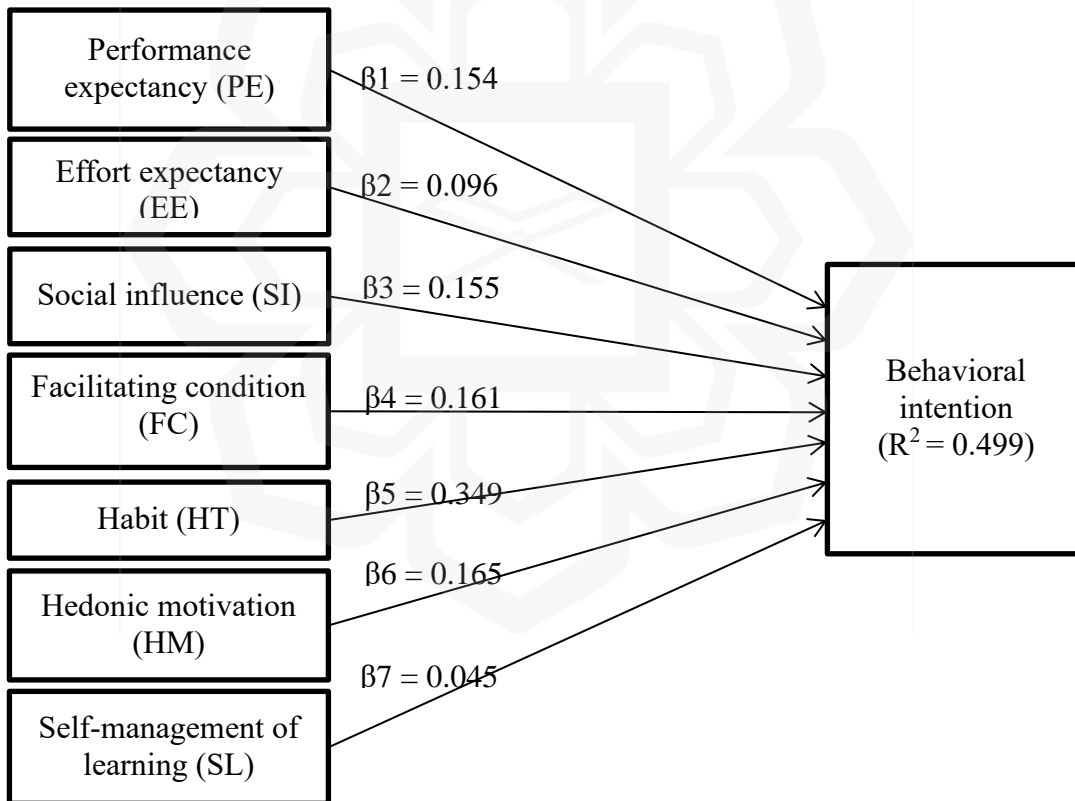 Performance
expectancy (PE)
β1 = 0.154
Effort expectancy
(EE)
β2 = 0.096
Social influence (SI)
β3 = 0.155
Facilitating condition
(FC)
β4 = 0.161
Habit (HT)
β5 = 0.349
Hedonic motivation
(HM)
β6 = 0.165
Self-management of
learning (SL)
β7 = 0.045
Behavioral
intention
(R² = 0.499)